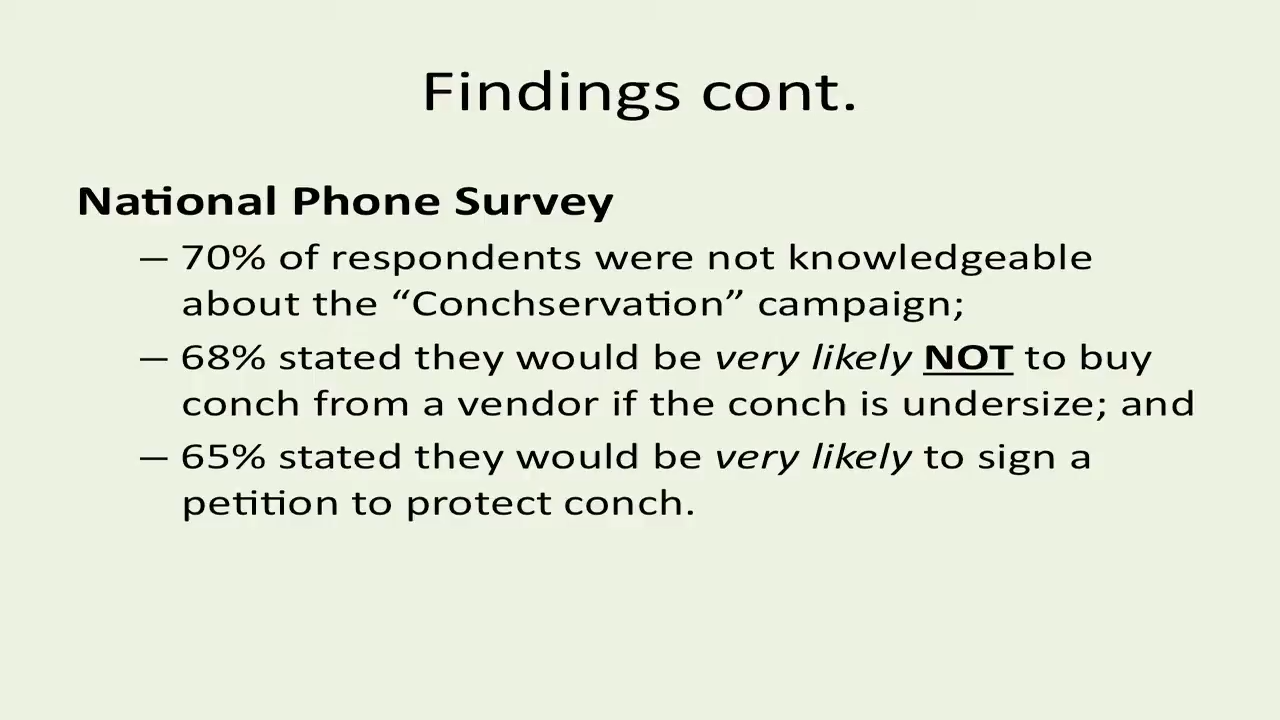 Findings cont.
National Phone Survey
– 70% of respondents were not knowledgeable
about the “Conchservation” campaign;
– 68% stated they would be very likely NOT to buy
conch from a vendor if the conch is undersize; and
– 65% stated they would be very likely to sign a
petition to protect conch.